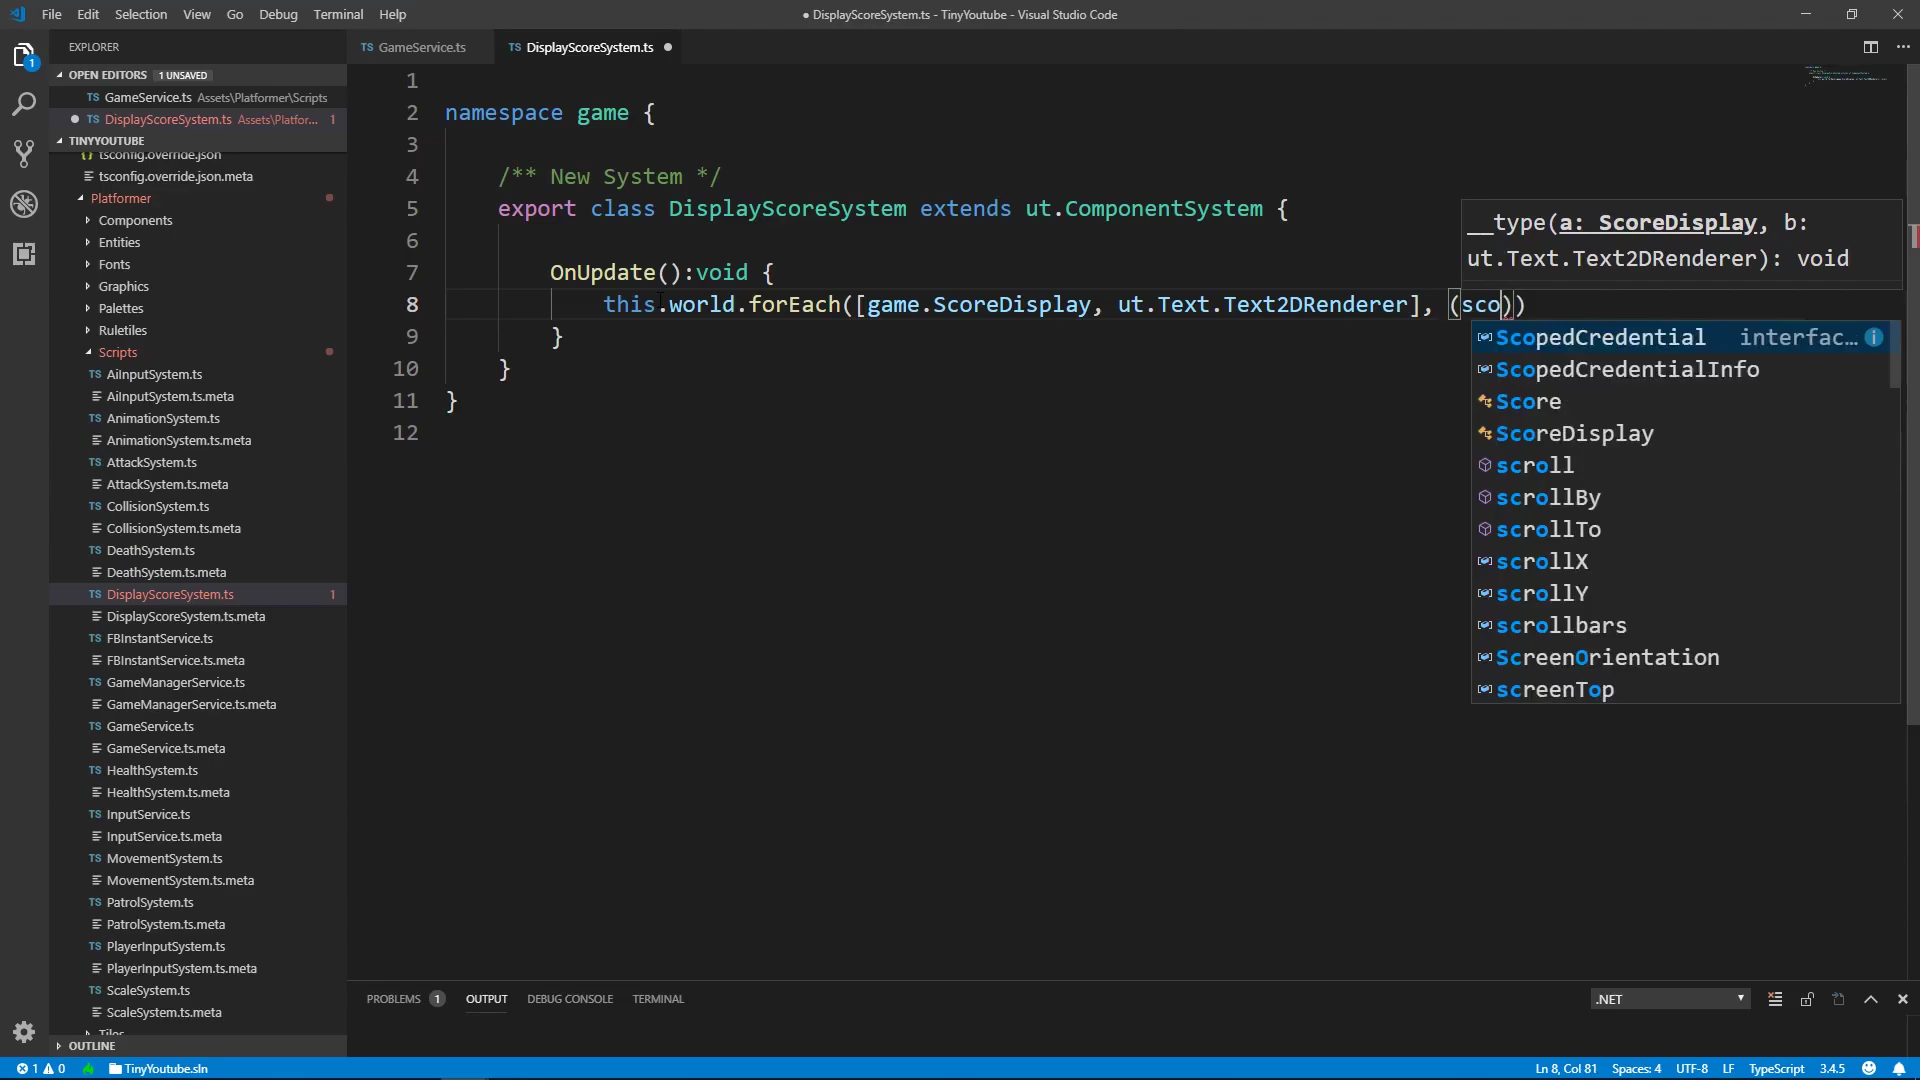 File Edit Selection View Go Debug Terminal Help
● DisplayScoreSystem.ts - TinyYoutube - Visual Studio Code
EXPLORER
OPEN EDITORS 1 UNSAVED
TS GameService.ts Assets\Platformer\Scripts
TS DisplayScoreSystem.ts Assets\Platfor... 1
TINYYOUTUBE
tsconfig.override.json
tsconfig.override.json.meta
Platformer
Components
Entities
Fonts
Graphics
Palettes
Ruletiles
Scripts
TS AiInputSystem.ts
AiInputSystem.ts.meta
TS AnimationSystem.ts
AnimationSystem.ts.meta
TS AttackSystem.ts
AttackSystem.ts.meta
TS CollisionSystem.ts
CollisionSystem.ts.meta
TS DeathSystem.ts
DeathSystem.ts.meta
TS DisplayScoreSystem.ts 1
DisplayScoreSystem.ts.meta
TS FBInstantService.ts
FBInstantService.ts.meta
TS GameManagerService.ts
GameManagerService.ts.meta
TS GameService.ts
GameService.ts.meta
TS HealthSystem.ts
HealthSystem.ts.meta
TS InputService.ts
InputService.ts.meta
TS MovementSystem.ts
MovementSystem.ts.meta
TS PatrolSystem.ts
PatrolSystem.ts.meta
TS PlayerInputSystem.ts
PlayerInputSystem.ts.meta
TS ScaleSystem.ts
ScaleSystem.ts.meta
Tiles
OUTLINE
TS GameService.ts TS DisplayScoreSystem.ts ●
1
2 namespace game {
3
4 /** New System */
5 export class DisplayScoreSystem extends ut.ComponentSystem {
6
7 OnUpdate():void {
8 this.world.forEach([game.ScoreDisplay, ut.Text.Text2DRenderer], (sco))
9 }
10 }
11 }
12
__type(a: ScoreDisplay, b:
ut.Text.Text2DRenderer): void
ScopedCredential interfac...
ScopedCredentialInfo
Score
ScoreDisplay
scroll
scrollBy
scrollTo
scrollX
scrollY
scrollbars
ScreenOrientation
screenTop
PROBLEMS 1 OUTPUT DEBUG CONSOLE TERMINAL
.NET
1 0 TinyYoutube.sln
Ln 8, Col 81 Spaces: 4 UTF-8 LF TypeScript 3.4.5